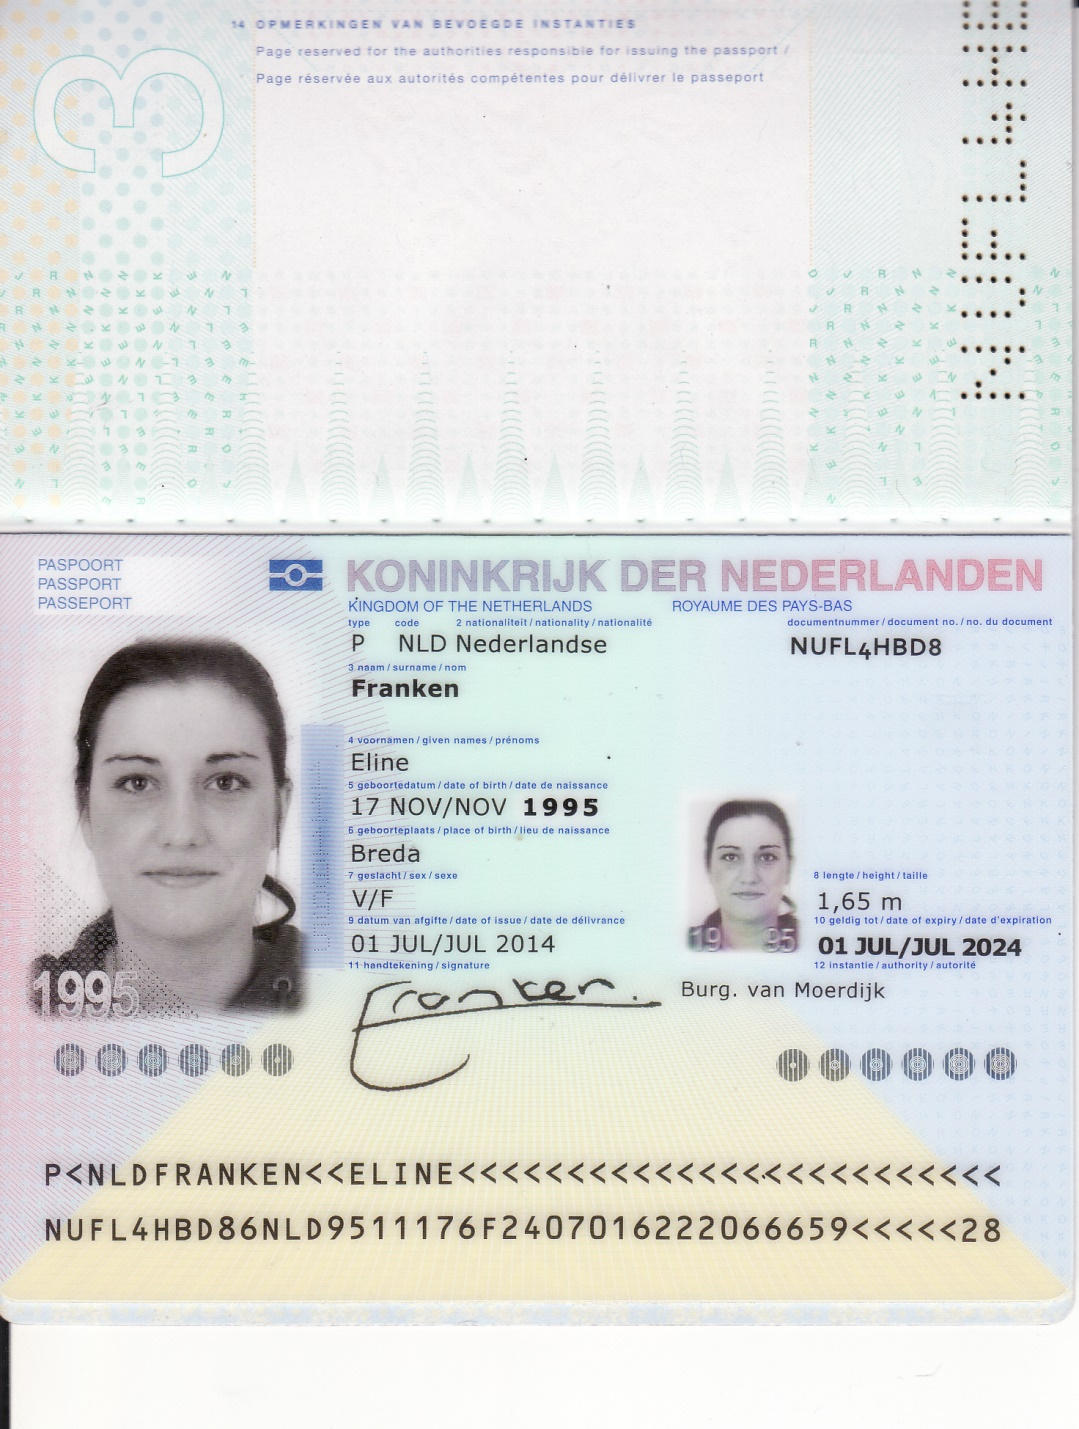 14 OPMERKINGEN VAN BEVOEGDE INSTANTIES
Page reserved for the authorities responsible for issuing the passport /
Page réservée aux autorités compétentes pour délivrer le passeport
3
PASPOORT
PASSPORT
PASSEPORT
KONINKRIJK DER NEDERLANDEN
KINGDOM OF THE NETHERLANDS ROYAUME DES PAYS-BAS
type code 2 nationaliteit / nationality / nationalité documentnummer / document no. / no. du document
P NLD Nederlandse NUFL4HBD8
3 naam / surname / nom
Franken
4 voornamen / given names / prénoms
Eline
5 geboortedatum / date of birth / date de naissance
17 NOV/NOV 1995
6 geboorteplaats / place of birth / lieu de naissance
Breda
7 geslacht / sex / sexe 8 lengte / height / taille
V/F 1,65 m
9 datum van afgifte / date of issue / date de délivrance 10 geldig tot / date of expiry / date d'expiration
01 JUL/JUL 2014 01 JUL/JUL 2024
11 handtekening / signature 12 instantie / authority / autorité
Franken. Burg. van Moerdijk
1995
19 95
P<NLDFRANKEN<<ELINE<<<<<<<<<<<<<<<<<<<<<<<<<
NUFL4HBD86NLD9511176F2407016222066659<<<<<28